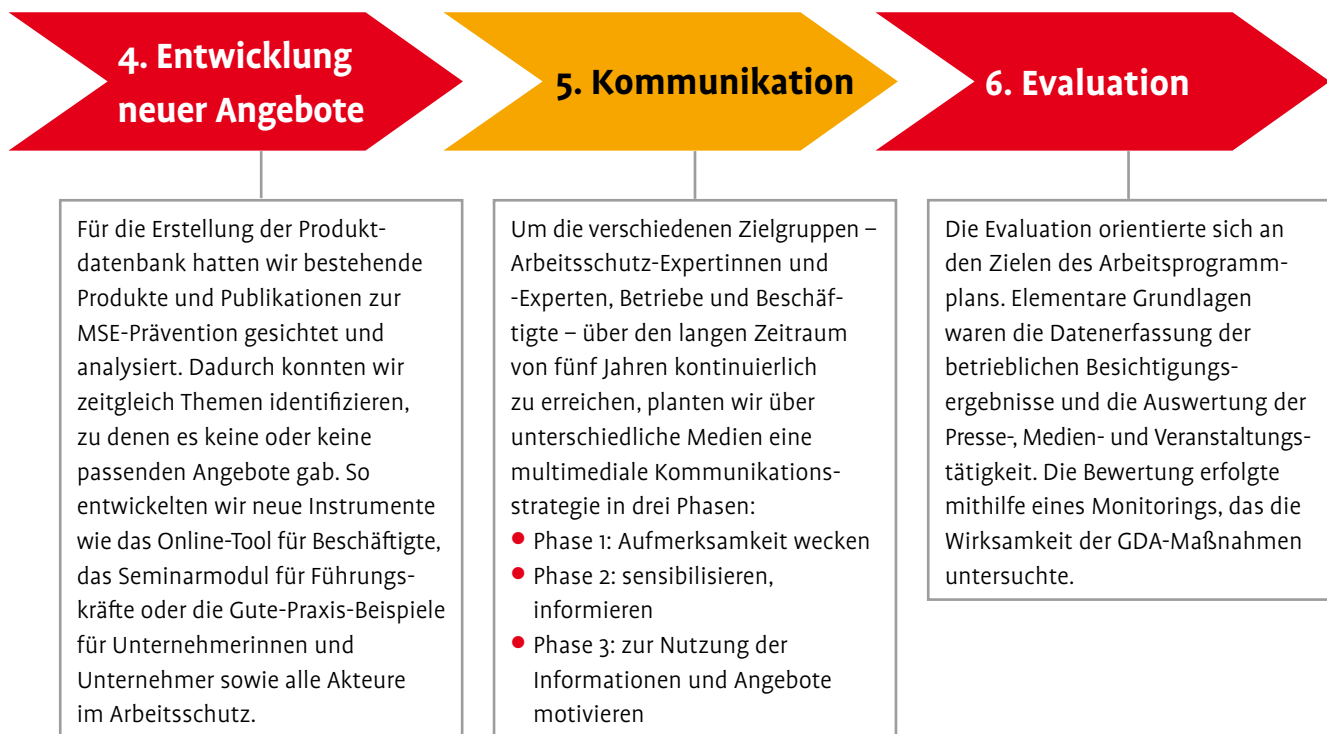 4. Entwicklung
neuer Angebote
Für die Erstellung der Produkt-
datenbank hatten wir bestehende
Produkte und Publikationen zur
MSE-Prävention gesichtet und
analysiert. Dadurch konnten wir
zeitgleich Themen identifizieren,
zu denen es keine oder keine
passenden Angebote gab. So
entwickelten wir neue Instrumente
wie das Online-Tool für Beschäftigte,
das Seminarmodul für Führungs-
kräfte oder die Gute-Praxis-Beispiele
für Unternehmerinnen und
Unternehmer sowie alle Akteure
im Arbeitsschutz.
5. Kommunikation
Um die verschiedenen Zielgruppen –
Arbeitsschutz-Expertinnen und
-Experten, Betriebe und Beschäf-
tigte – über den langen Zeitraum
von fünf Jahren kontinuierlich
zu erreichen, planten wir über
unterschiedliche Medien eine
multimediale Kommunikations-
strategie in drei Phasen:
• Phase 1: Aufmerksamkeit wecken
• Phase 2: sensibilisieren,
informieren
• Phase 3: zur Nutzung der
Informationen und Angebote
motivieren
6. Evaluation
Die Evaluation orientierte sich an
den Zielen des Arbeitsprogramm-
plans. Elementare Grundlagen
waren die Datenerfassung der
betrieblichen Besichtigungs-
ergebnisse und die Auswertung der
Presse-, Medien- und Veranstaltungs-
tätigkeit. Die Bewertung erfolgte
mithilfe eines Monitorings, das die
Wirksamkeit der GDA-Maßnahmen
untersuchte.